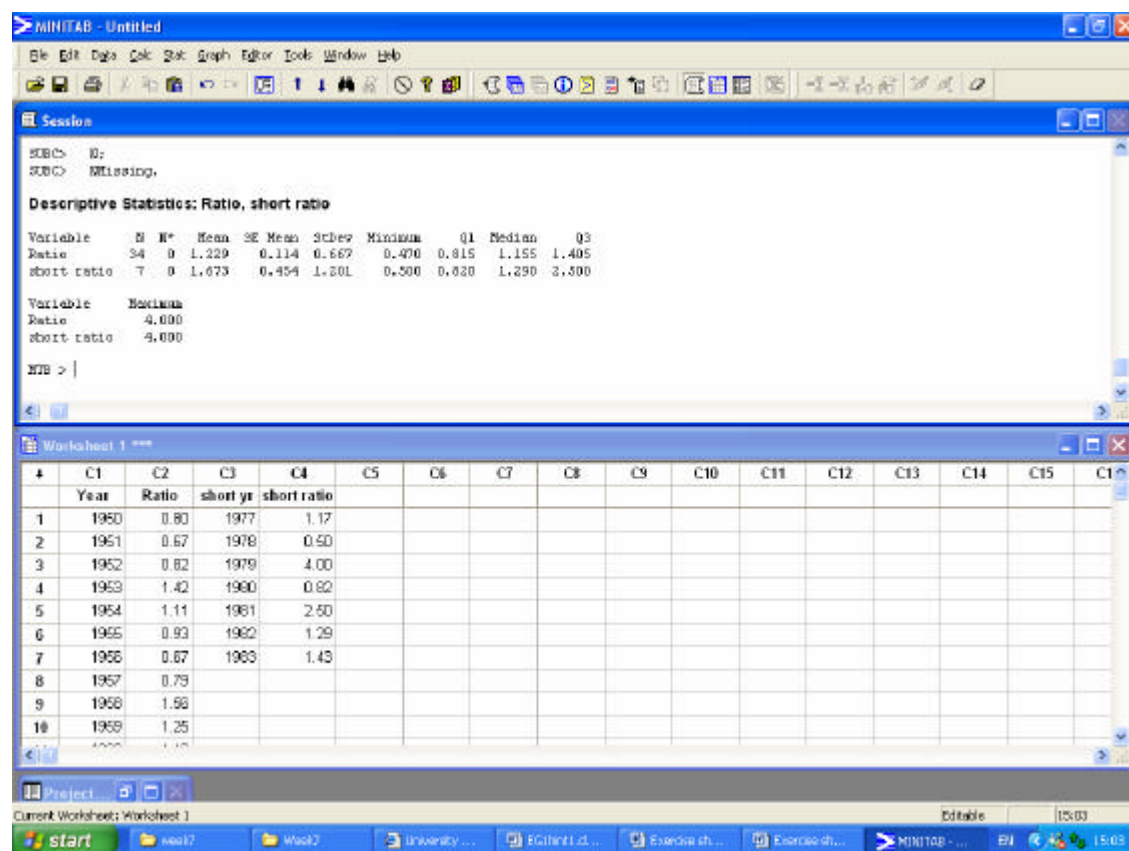 MINITAB - Untitled
File Edit Data Calc Stat Graph Editor Tools Window Help
Session
SUBC> N;
SUBC> NMissing.
Descriptive Statistics: Ratio, short ratio
Variable N N* Mean SE Mean StDev Minimum Q1 Median Q3
Ratio 34 0 1.229 0.114 0.667 0.470 0.815 1.155 1.405
short ratio 7 0 1.673 0.454 1.201 0.500 0.820 1.290 2.500
Variable Maximum
Ratio 4.000
short ratio 4.000
MTB >
Worksheet 1 ***
C1 C2 C3 C4 C5 C6 C7 C8 C9 C10 C11 C12 C13 C14 C15 C1
Year Ratio short yr short ratio
1 1950 0.80 1977 1.17
2 1951 0.67 1978 0.50
3 1952 0.82 1979 4.00
4 1953 1.42 1980 0.82
5 1954 1.11 1981 2.50
6 1955 0.93 1982 1.29
7 1956 0.87 1983 1.43
8 1957 0.79
9 1958 1.56
10 1959 1.25
Project...
Current Worksheet: Worksheet 1 Editable 15:03
start week7 Week7 University ... Exercise sh... Exercise sh... MINITAB - ... EN 15:03